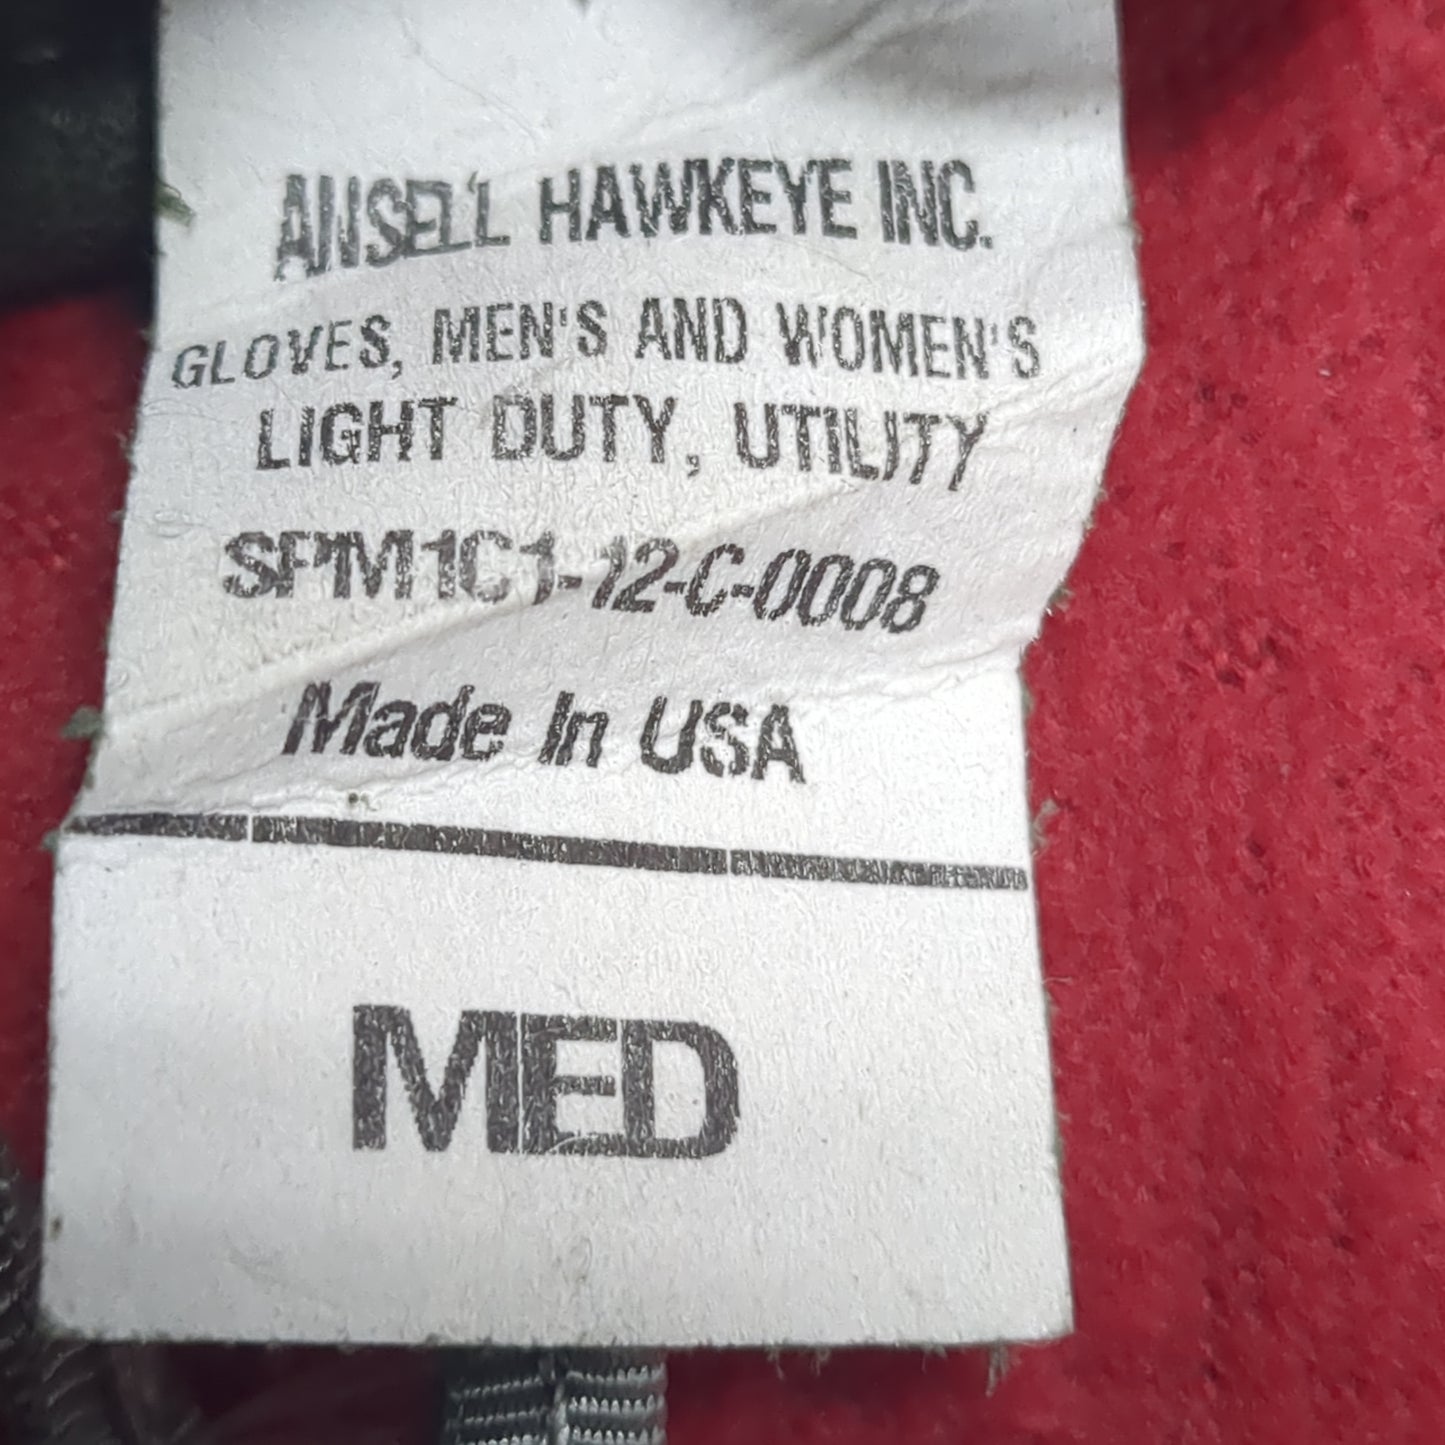 ANSELL HAWKEYE INC.
GLOVES, MEN'S AND WOMEN'S
LIGHT DUTY, UTILITY
SPM1C1-12-C-0008
Made In USA
MED